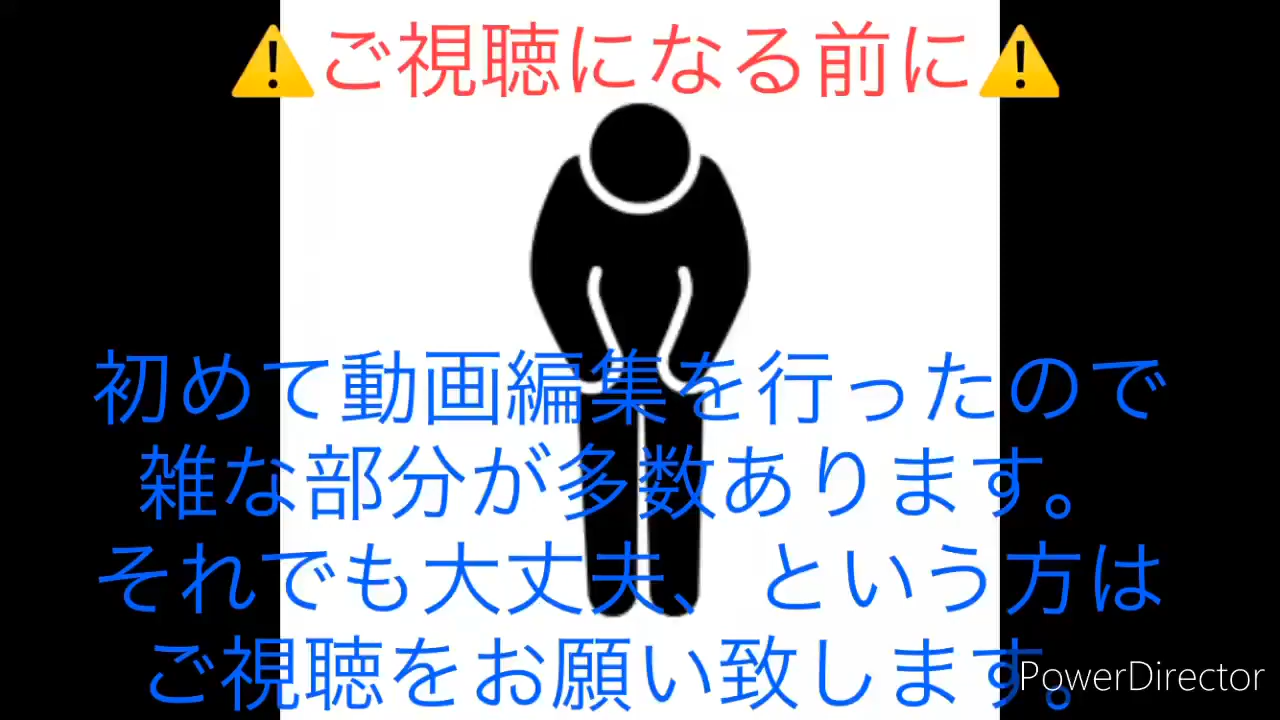 ⚠ご視聴になる前に⚠
初めて動画編集を行ったので
雑な部分が多数あります。
それでも大丈夫、という方は
ご視聴をお願い致します。
PowerDirector